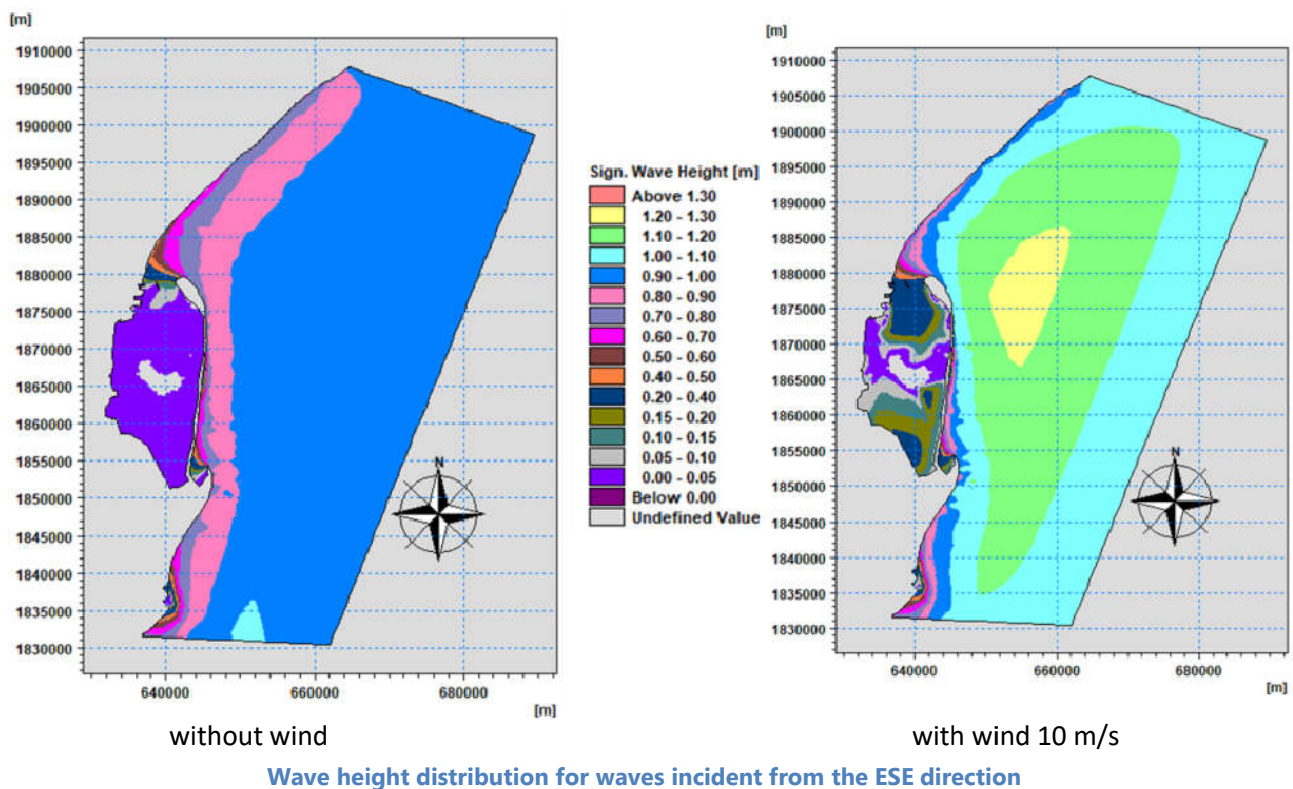 [m]
1910000
1905000
1900000
1895000
1890000
1885000
1880000
1875000
1870000
1865000
1860000
1855000
1850000
1845000
1840000
1835000
1830000
640000 660000 680000
[m]
N
without wind
Sign. Wave Height [m]
Above 1.30
1.20 - 1.30
1.10 - 1.20
1.00 - 1.10
0.90 - 1.00
0.80 - 0.90
0.70 - 0.80
0.60 - 0.70
0.50 - 0.60
0.40 - 0.50
0.20 - 0.40
0.15 - 0.20
0.10 - 0.15
0.05 - 0.10
0.00 - 0.05
Below 0.00
Undefined Value
[m]
1910000
1905000
1900000
1895000
1890000
1885000
1880000
1875000
1870000
1865000
1860000
1855000
1850000
1845000
1840000
1835000
1830000
640000 660000 680000
[m]
N
with wind 10 m/s
Wave height distribution for waves incident from the ESE direction